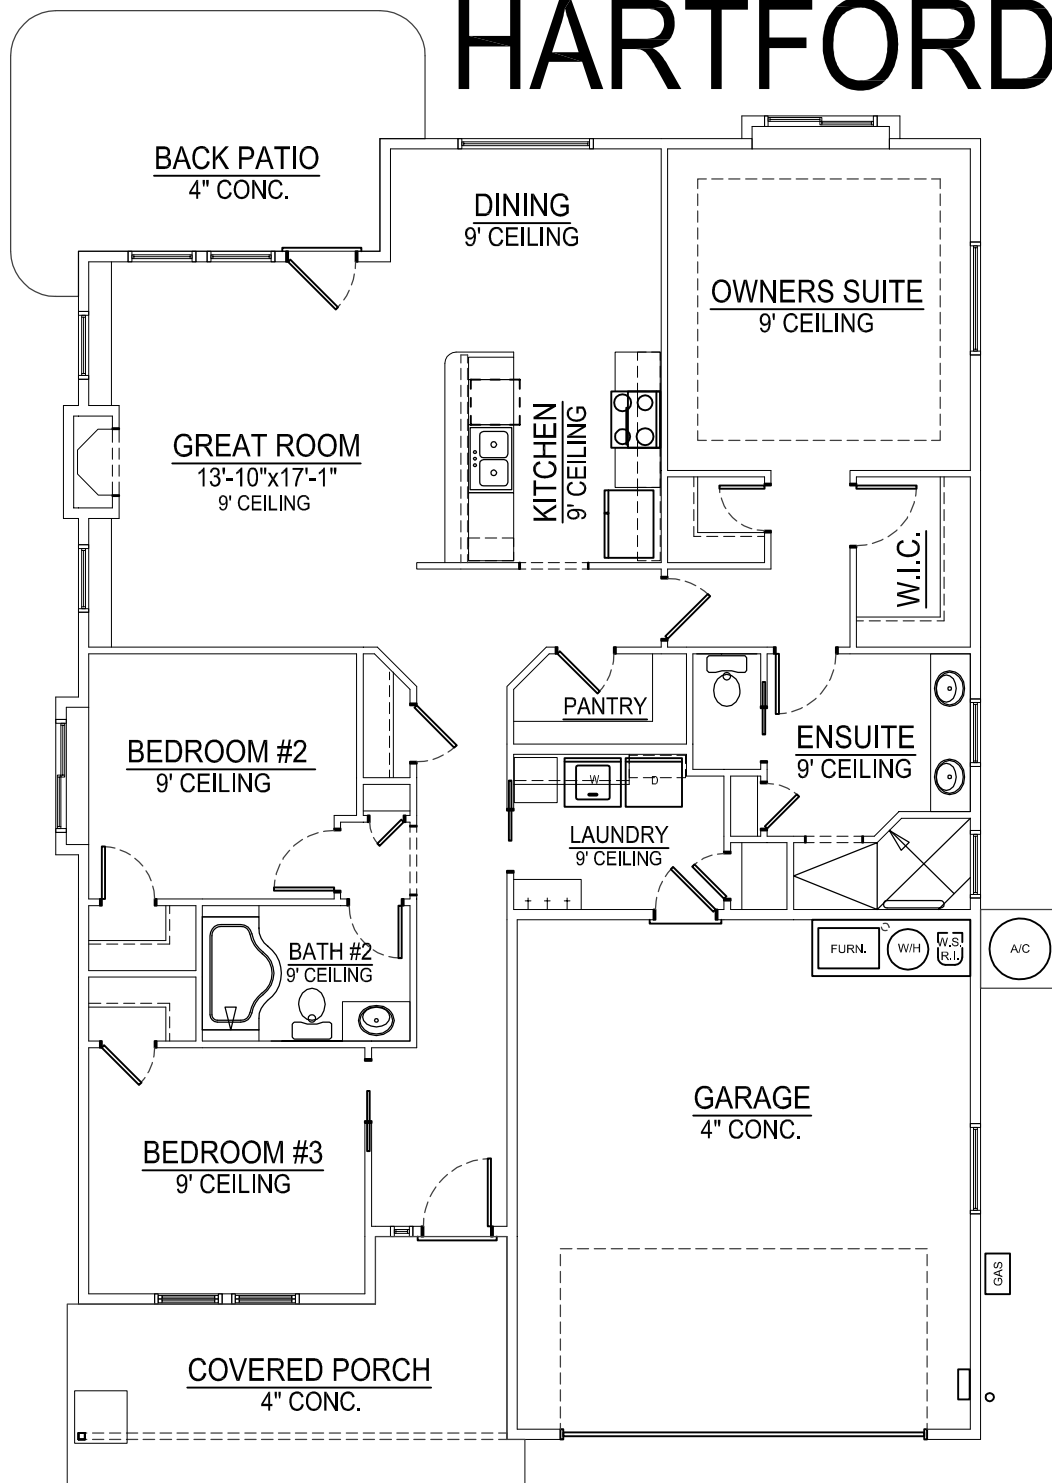 HARTFORD
BACK PATIO
4" CONC.
DINING
9' CEILING
OWNERS SUITE
9' CEILING
GREAT ROOM
13'-10"x17'-1"
9' CEILING
KITCHEN
9' CEILING
W.I.C.
PANTRY
BEDROOM #2
9' CEILING
ENSUITE
9' CEILING
W
D
LAUNDRY
9' CEILING
BATH #2
9' CEILING
FURN.
W/H
W.S.
R.I.
A/C
GARAGE
4" CONC.
BEDROOM #3
9' CEILING
GAS
COVERED PORCH
4" CONC.